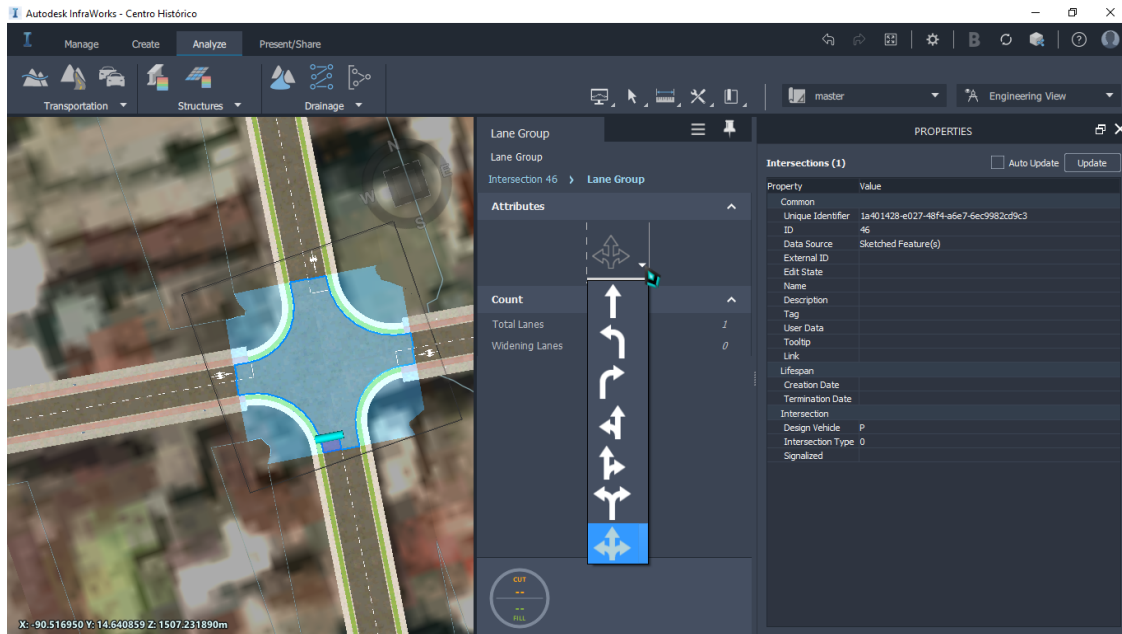 Autodesk InfraWorks - Centro Histórico
Manage Create Analyze Present/Share
Transportation Structures Drainage
master Engineering View
N
E
W
S
X: -90.516950 Y: 14.640859 Z: 1507.231890m
Lane Group
Lane Group
Intersection 46 > Lane Group
Attributes
Count
Total Lanes 1
Widening Lanes 0
CUT
--
--
FILL
PROPERTIES
Intersections (1) Auto Update Update
Property Value
Common
Unique Identifier 1a401428-e027-48f4-a6e7-6ec9982cd9c3
ID 46
Data Source Sketched Feature(s)
External ID
Edit State
Name
Description
Tag
User Data
Tooltip
Link
Lifespan
Creation Date
Termination Date
Intersection
Design Vehicle P
Intersection Type 0
Signalized